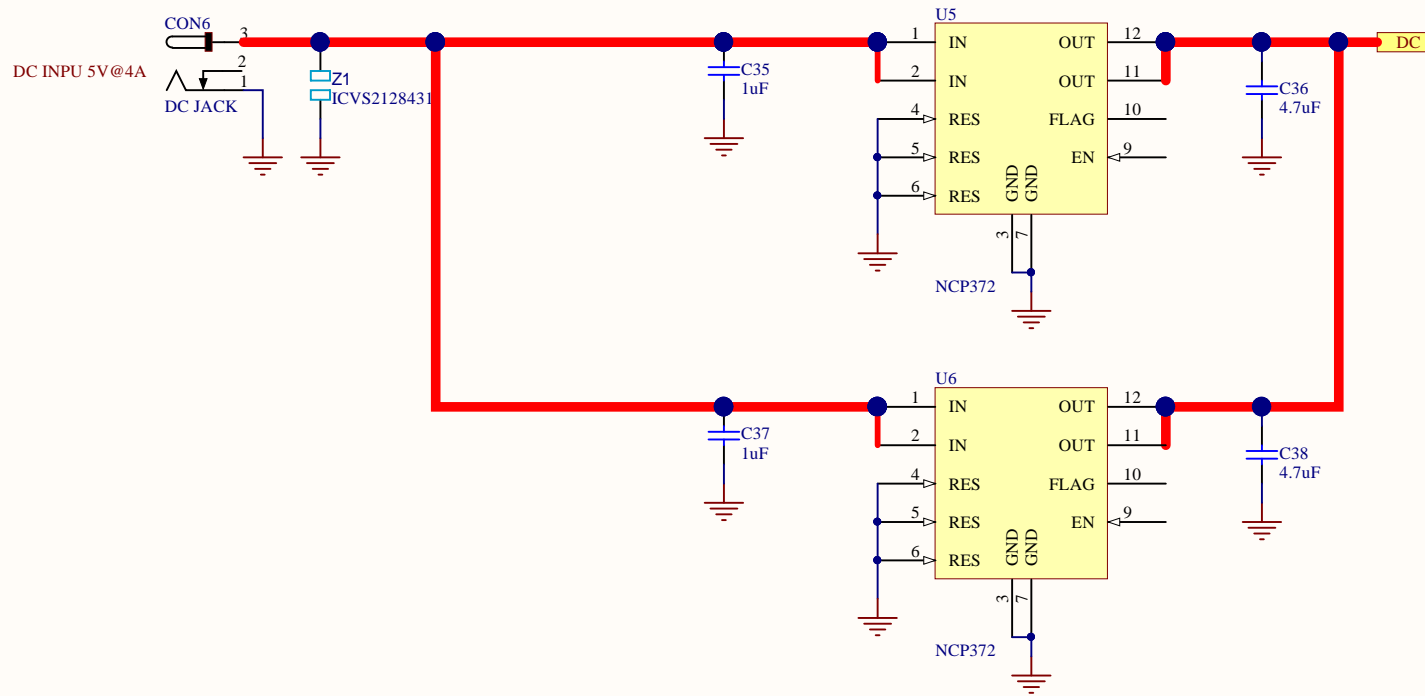 CON6
3
DC INPU 5V@4A
2
1
DC JACK
Z1
ICVS2128431
C35
1uF
U5
1
IN
OUT
12
2
IN
OUT
11
4
RES
FLAG
10
5
RES
EN
9
6
RES
GND
GND
3
7
NCP372
C36
4.7uF
DC
C37
1uF
U6
1
IN
OUT
12
2
IN
OUT
11
4
RES
FLAG
10
5
RES
EN
9
6
RES
GND
GND
3
7
NCP372
C38
4.7uF